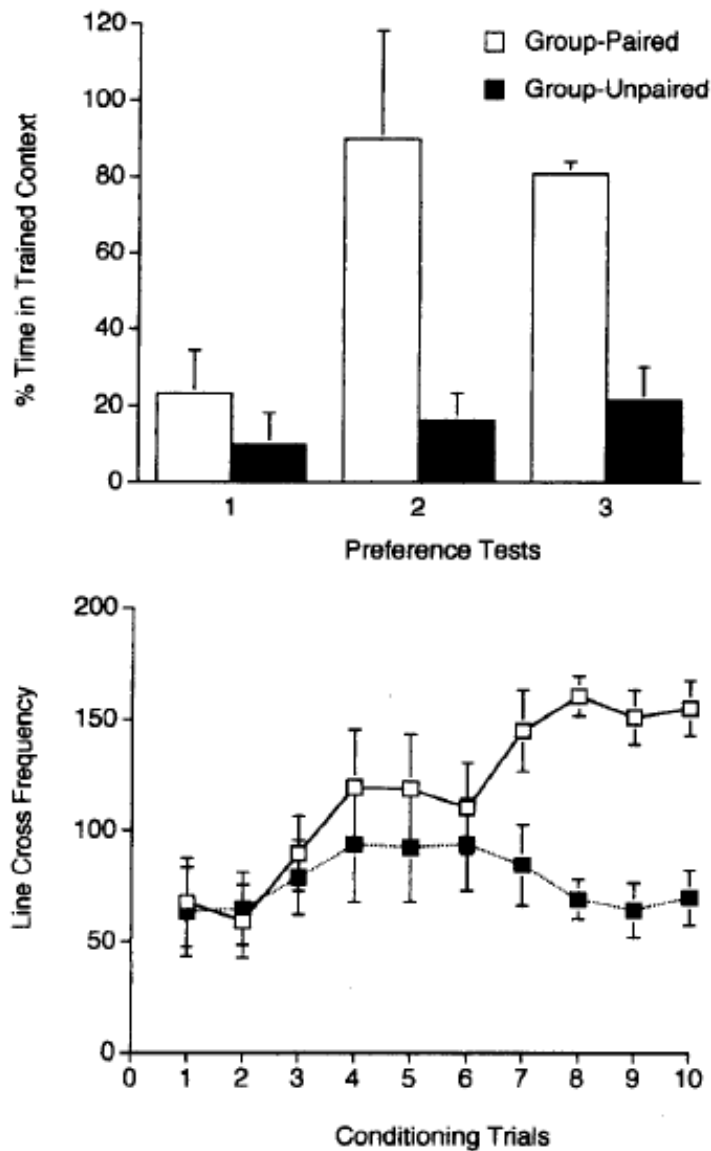 120
100
80
60
40
20
0
% Time in Trained Context
Group-Paired
Group-Unpaired
1 2 3
Preference Tests
200
150
100
50
0
Line Cross Frequency
0 1 2 3 4 5 6 7 8 9 10
Conditioning Trials